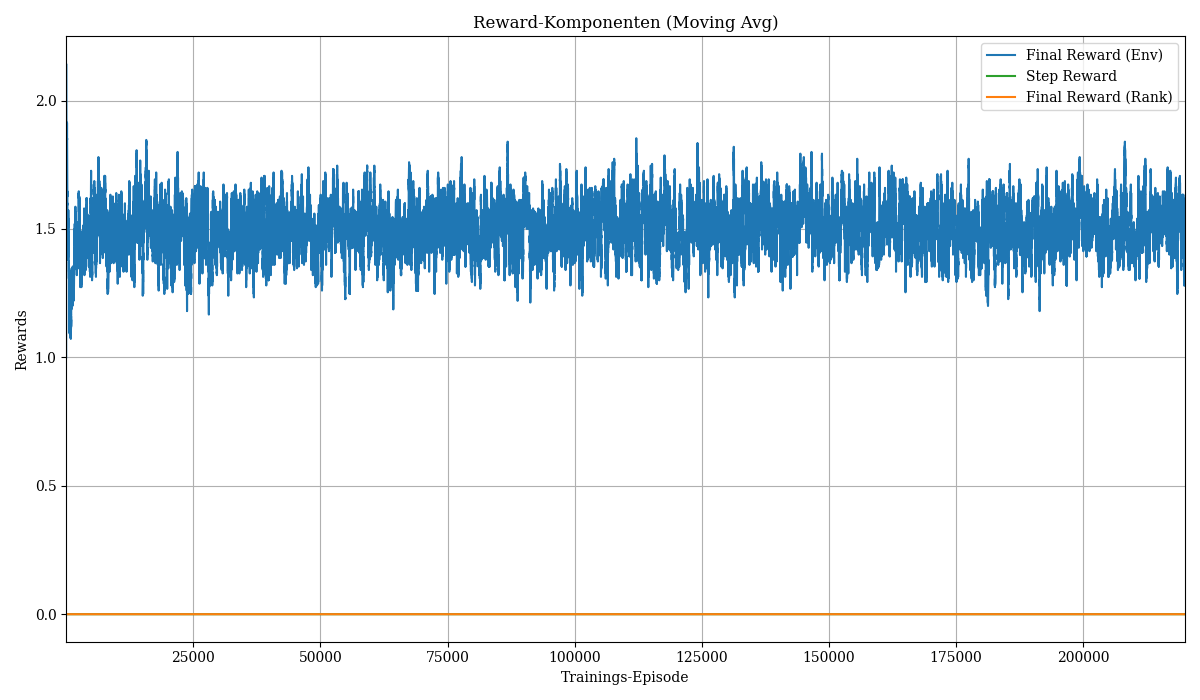 Reward-Komponenten (Moving Avg)
Final Reward (Env)
Step Reward
Final Reward (Rank)
2.0
1.5
1.0
0.5
0.0
Rewards
25000 50000 75000 100000 125000 150000 175000 200000
Trainings-Episode